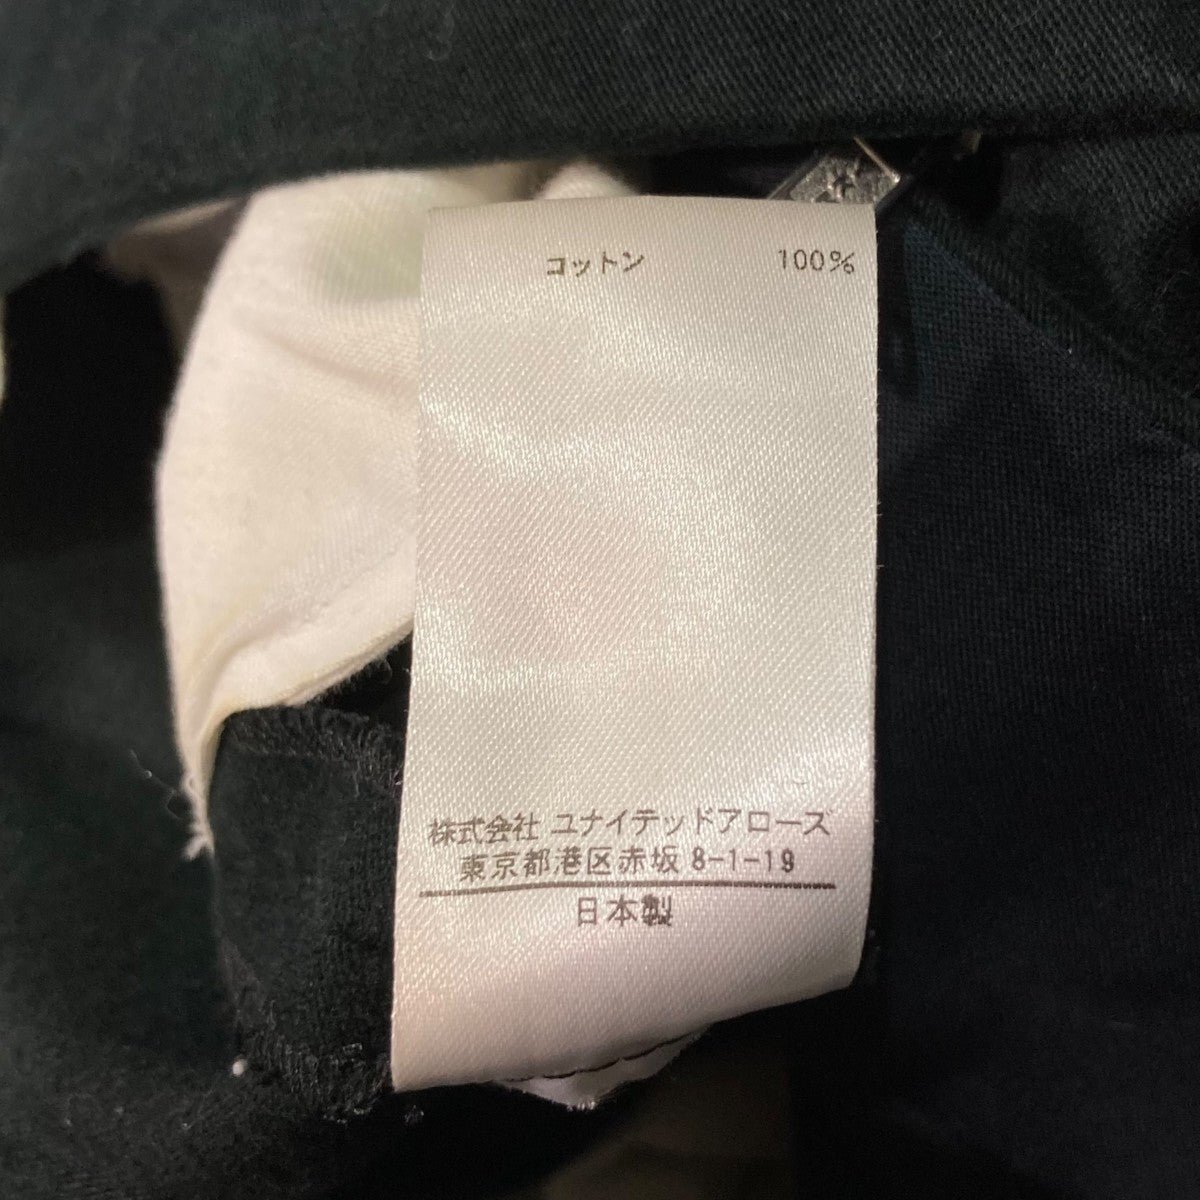 コットン 100%
株式会社 ユナイテッドアローズ
東京都港区赤坂 8-1-19
日本製